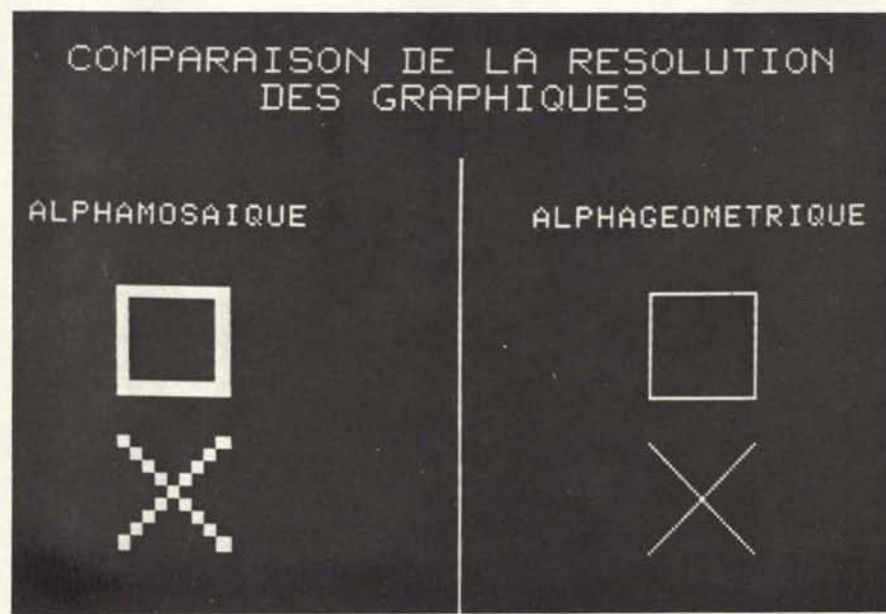 COMPARAISON DE LA RESOLUTION
DES GRAPHIQUES
ALPHAMOSAIQUE
ALPHAGEOMETRIQUE